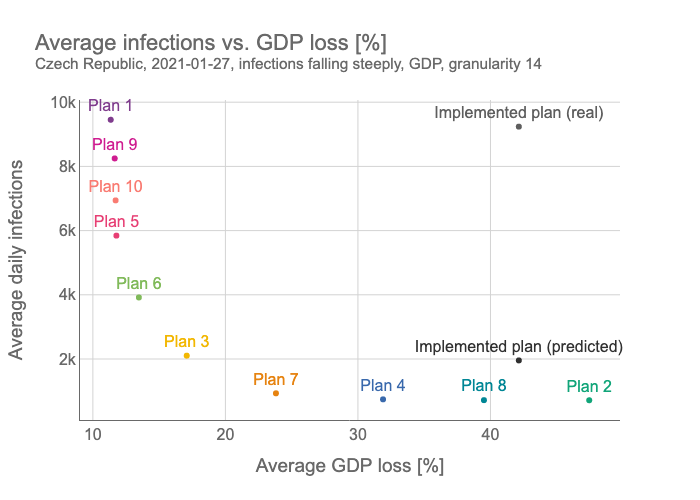 Average infections vs. GDP loss [%]
Czech Republic, 2021-01-27, infections falling steeply, GDP, granularity 14
10k
Plan 1
Implemented plan (real)
Plan 9
8k
Plan 10
Plan 5
6k
Plan 6
4k
Plan 3
Implemented plan (predicted)
2k
Plan 7
Plan 4
Plan 8
Plan 2
Average daily infections
10
20
30
40
Average GDP loss [%]